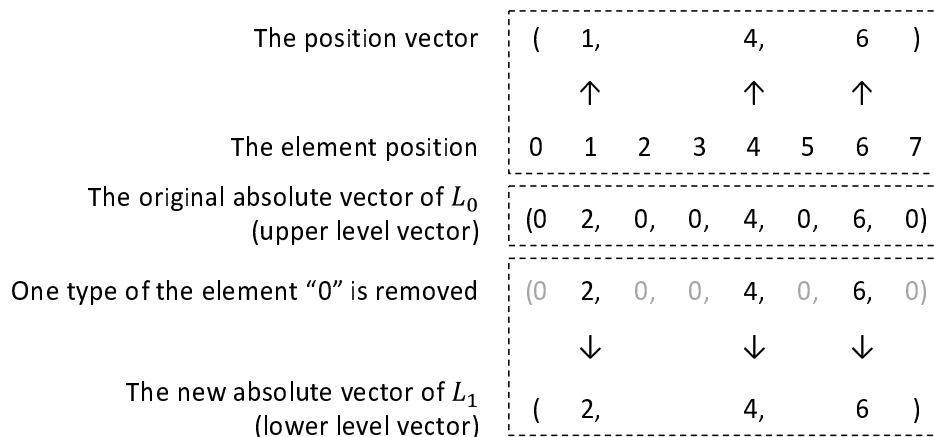 The position vector ( 1, 4, 6 )
↑ ↑ ↑
The element position 0 1 2 3 4 5 6 7
The original absolute vector of L₀
(upper level vector) (0 2, 0, 0, 4, 0, 6, 0)
One type of the element “0” is removed (0 2, 0, 0, 4, 0, 6, 0)
↓ ↓ ↓
The new absolute vector of L₁
(lower level vector) ( 2, 4, 6 )